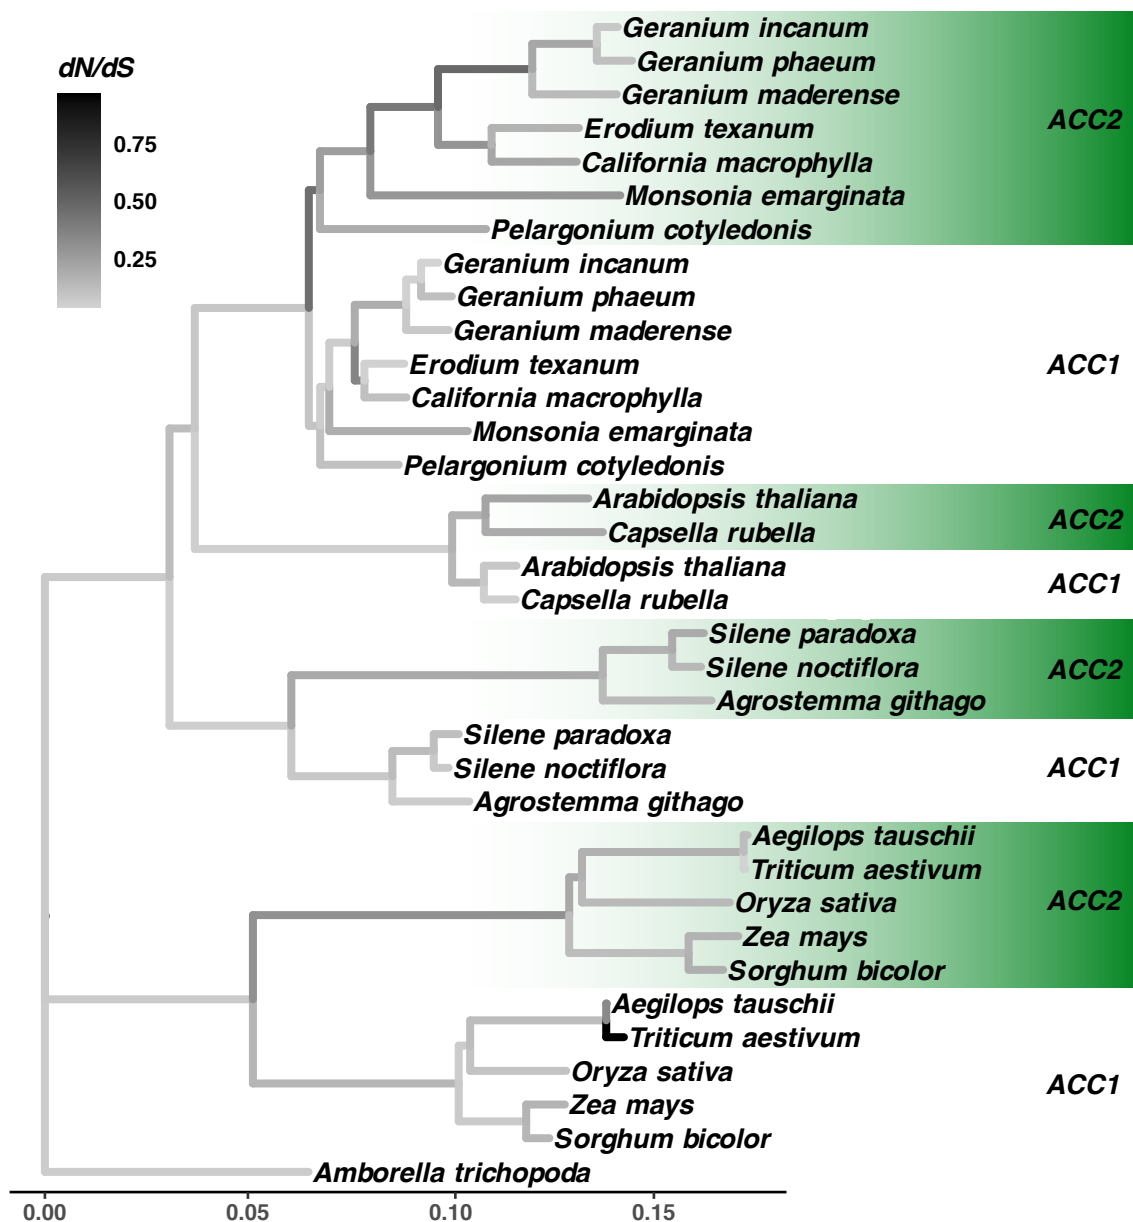 Geranium incanum
dN/dS
Geranium phaeum
Geranium maderense
ACC2
Erodium texanum
0.75
California macrophylla
0.50
Monsonia emarginata
Pelargonium cotyledonis
0.25
Geranium incanum
Geranium phaeum
Geranium maderense
Erodium texanum
ACC1
California macrophylla
Monsonia emarginata
Pelargonium cotyledonis
Arabidopsis thaliana
ACC2
Capsella rubella
Arabidopsis thaliana
ACC1
Capsella rubella
Silene paradoxa
Silene noctiflora
ACC2
Agrostemma githago
Silene paradoxa
Silene noctiflora
ACC1
Agrostemma githago
Aegilops tauschii
Triticum aestivum
Oryza sativa
ACC2
Zea mays
Sorghum bicolor
Aegilops tauschii
Triticum aestivum
Oryza sativa
ACC1
Zea mays
Sorghum bicolor
Amborella trichopoda
0.00 0.05 0.10 0.15